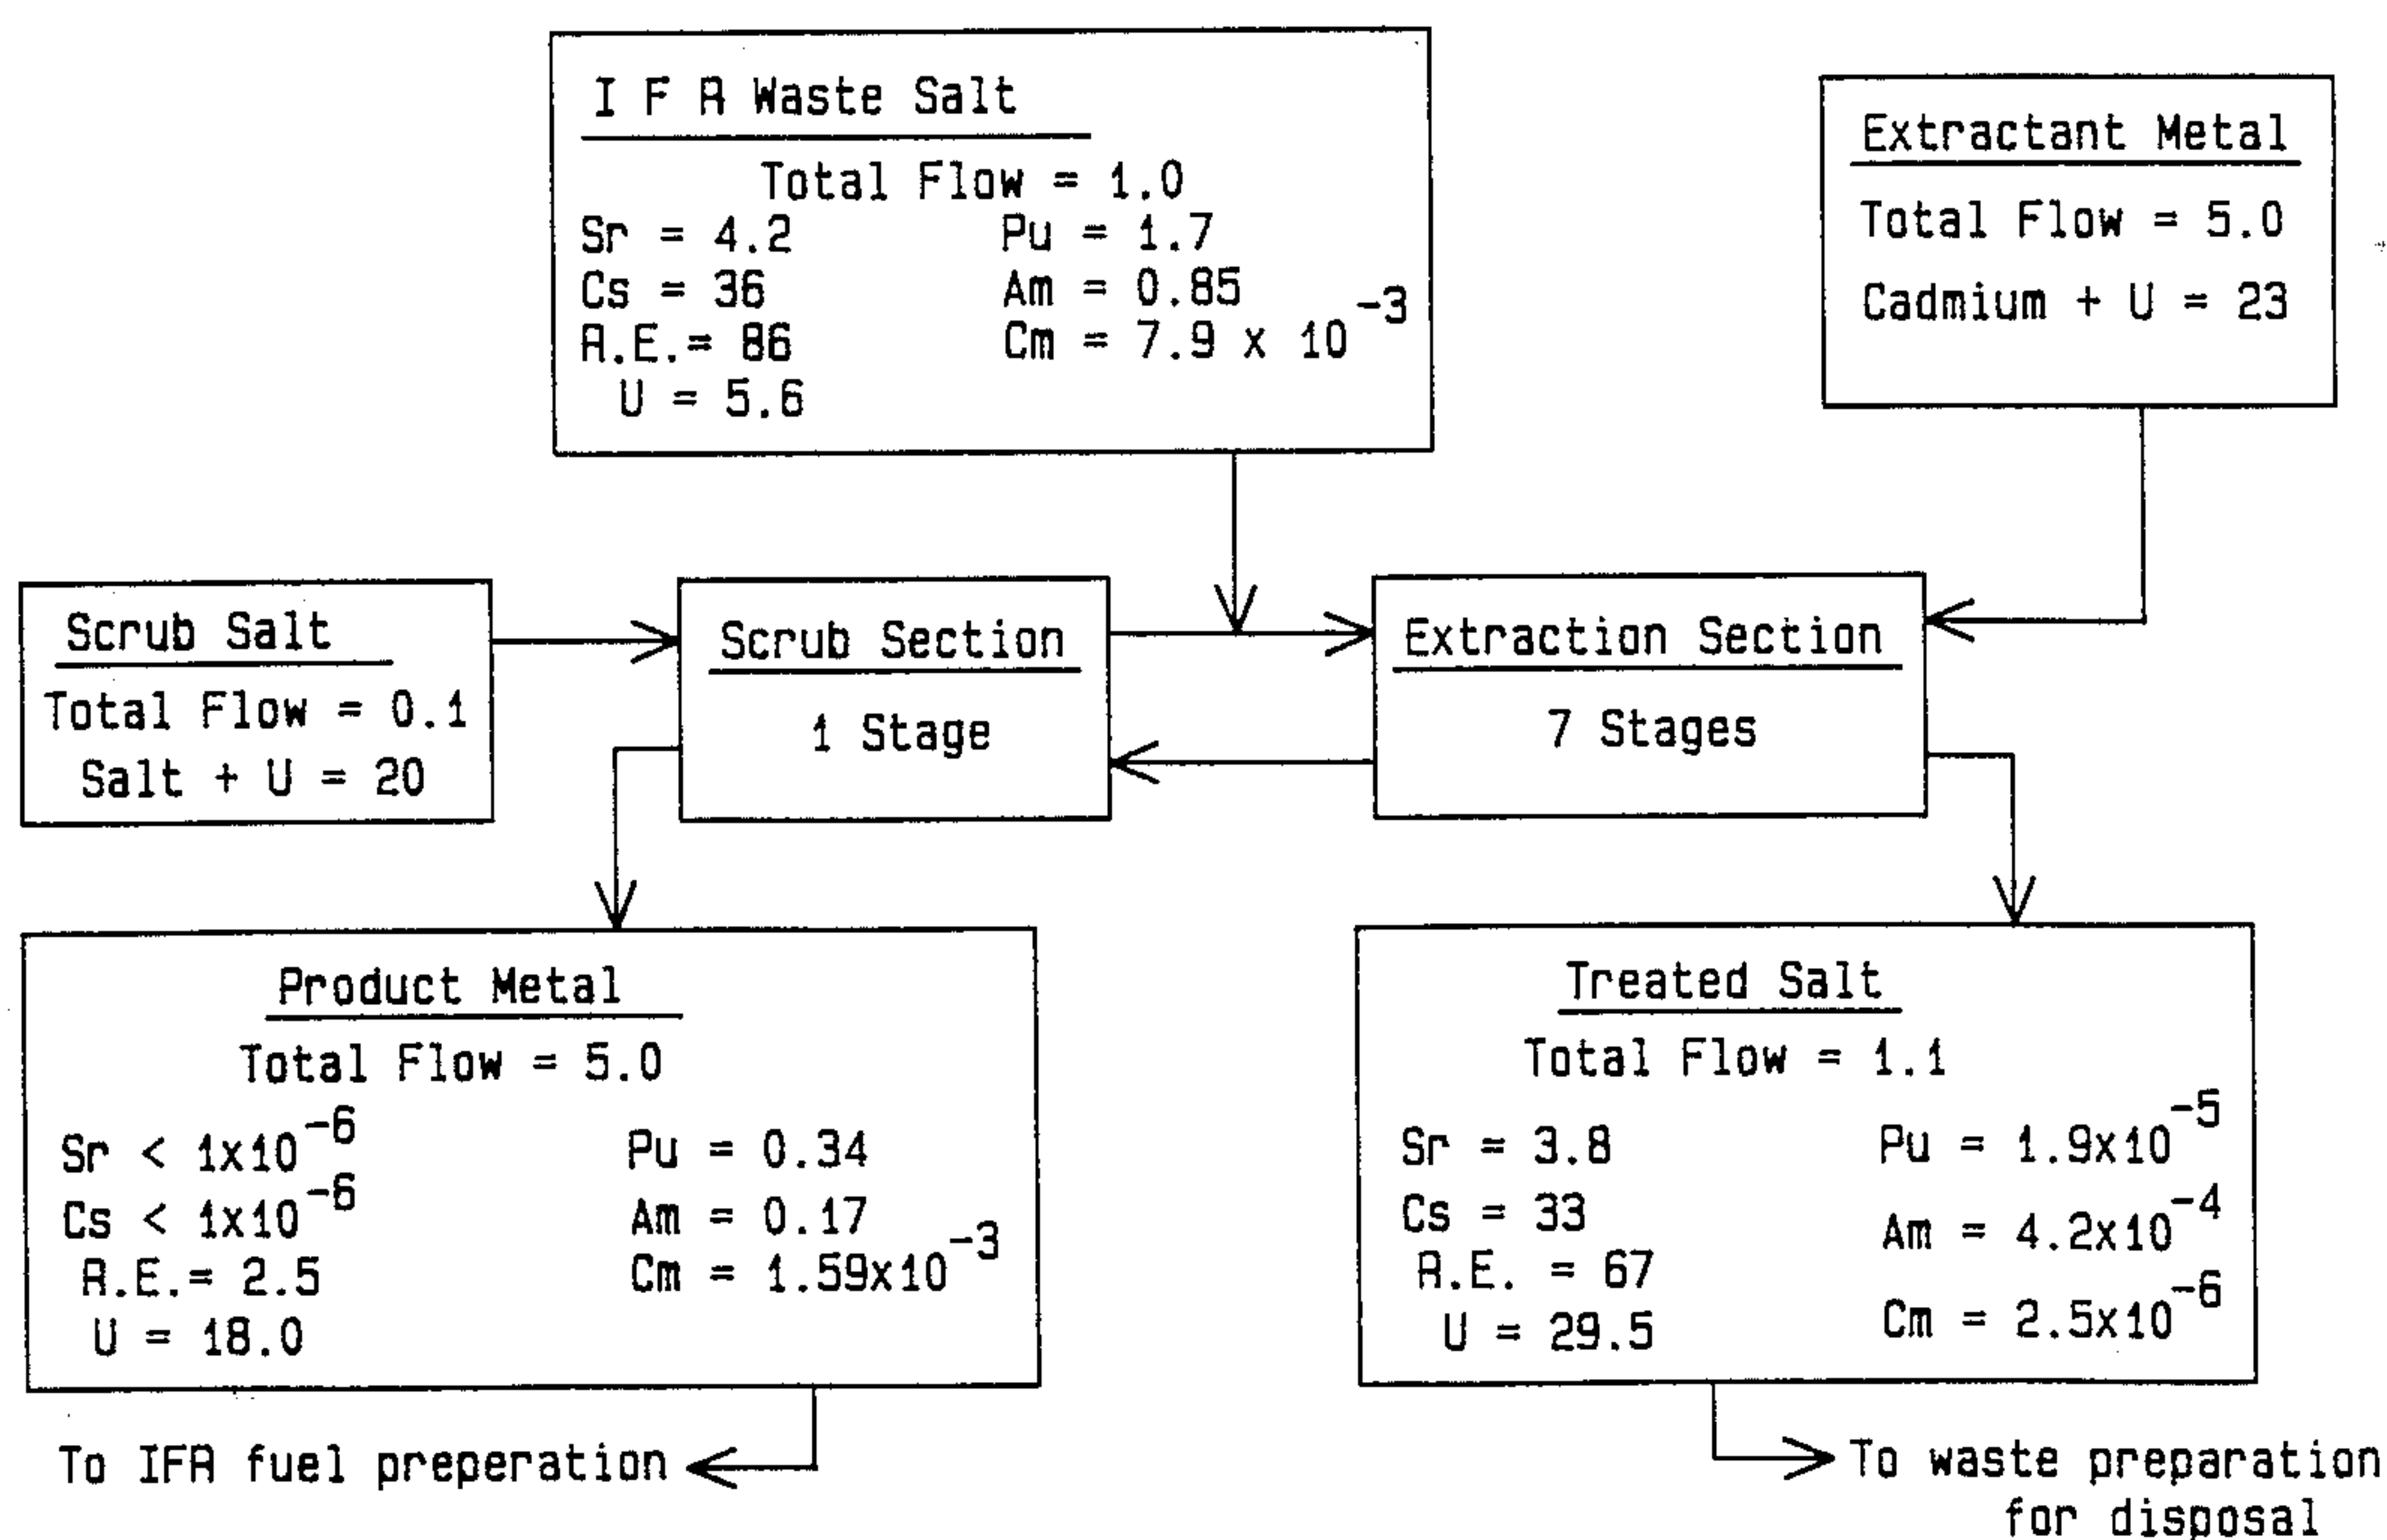 I F R Waste Salt
Total Flow = 1.0
Sr = 4.2 Pu = 1.7
Cs = 36 Am = 0.85
R.E.= 86 Cm = 7.9 x 10⁻³
U = 5.6
Extractant Metal
Total Flow = 5.0
Cadmium + U = 23
Scrub Salt
Total Flow = 0.1
Salt + U = 20
Scrub Section
1 Stage
Extraction Section
7 Stages
Product Metal
Total Flow = 5.0
Sr < 1x10⁻⁶ Pu = 0.34
Cs < 1x10⁻⁶ Am = 0.17
R.E.= 2.5 Cm = 1.59x10⁻³
U = 18.0
To IFR fuel preperation
Treated Salt
Total Flow = 1.1
Sr = 3.8 Pu = 1.9x10⁻⁵
Cs = 33 Am = 4.2x10⁻⁴
R.E. = 67 Cm = 2.5x10⁻⁶
U = 29.5
To waste preparation
for disposal